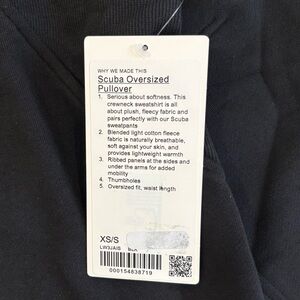 WHY WE MADE THIS
Scuba Oversized
Pullover
1. Serious about softness. This
crewneck sweatshirt is all
about plush, fleecy fabric and
pairs perfectly with our Scuba
sweatpants
2. Blended light cotton fleece
fabric is naturally breathable,
soft against your skin, and
provides lightweight warmth
3. Ribbed panels at the sides and
under the arms for added
mobility
4. Thumbholes
5. Oversized fit, waist length
XS/S
LW3JAIS BLK
000154838719